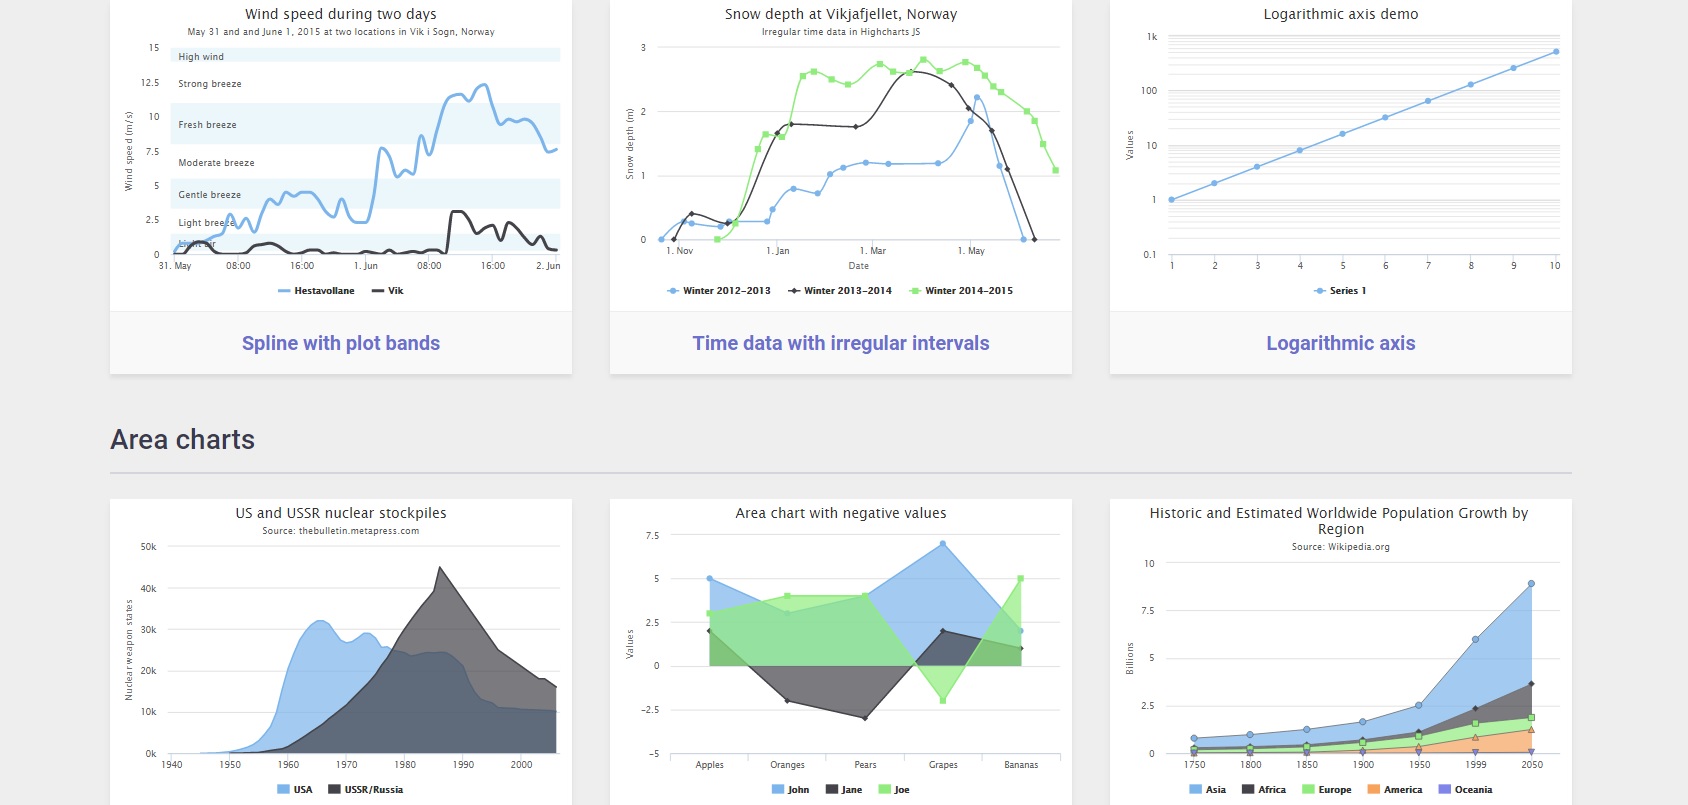 Wind speed during two days
May 31 and and June 1, 2015 at two locations in Vik i Sogn, Norway
Wind speed (m/s)
15
12.5
10
7.5
5
2.5
0
High wind
Strong breeze
Fresh breeze
Moderate breeze
Gentle breeze
Light breeze
Light air
31. May
08:00
16:00
1. Jun
08:00
16:00
2. Jun
Hestavollane
Vik
Spline with plot bands
Snow depth at Vikjafjellet, Norway
Irregular time data in Highcharts JS
Snow depth (m)
3
2
1
0
1. Nov
1. Jan
1. Mar
1. May
Date
Winter 2012-2013
Winter 2013-2014
Winter 2014-2015
Time data with irregular intervals
Logarithmic axis demo
Values
1k
100
10
1
0.1
1
2
3
4
5
6
7
8
9
10
Series 1
Logarithmic axis
Area charts
US and USSR nuclear stockpiles
Source: thebulletin.metapress.com
Nuclear weapon states
50k
40k
30k
20k
10k
0k
1940
1950
1960
1970
1980
1990
2000
USA
USSR/Russia
Area chart with negative values
Values
7.5
5
2.5
0
-2.5
-5
Apples
Oranges
Pears
Grapes
Bananas
John
Jane
Joe
Historic and Estimated Worldwide Population Growth by
Region
Source: Wikipedia.org
Billions
10
7.5
5
2.5
0
1750
1800
1850
1900
1950
1999
2050
Asia
Africa
Europe
America
Oceania